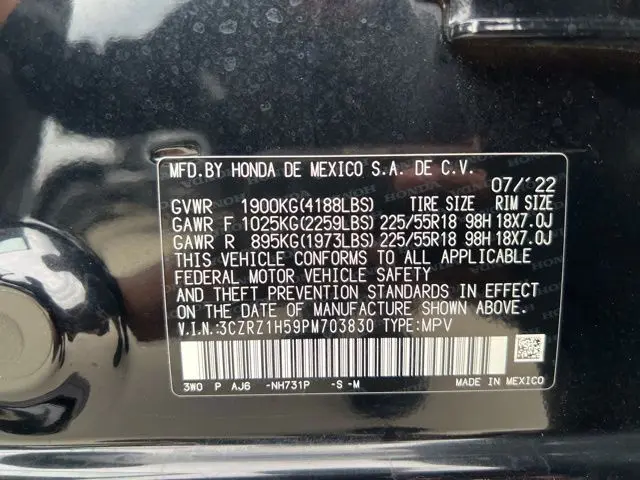 MFD.BY HONDA DE MEXICO S.A. DE C.V.
07/'22
GVWR 1900KG(4188LBS) TIRE SIZE RIM SIZE
GAWR F 1025KG(2259LBS) 225/55R18 98H 18X7.0J
GAWR R 895KG(1973LBS) 225/55R18 98H 18X7.0J
THIS VEHICLE CONFORMS TO ALL APPLICABLE
FEDERAL MOTOR VEHICLE SAFETY
AND THEFT PREVENTION STANDARDS IN EFFECT
ON THE DATE OF MANUFACTURE SHOWN ABOVE.
V.I.N.:3CZRZ1H59PM703830 TYPE:MPV
3W0 P AJ6 -NH731P -S -M
MADE IN MEXICO